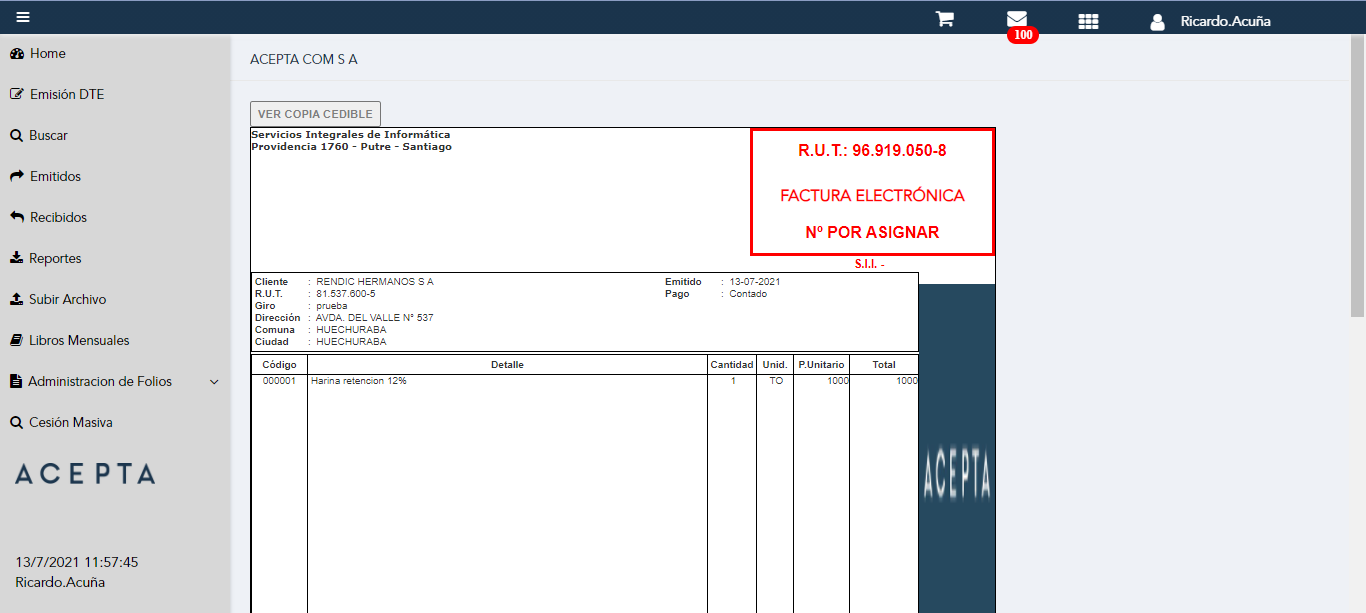 100
Ricardo.Acuña
Home
Emisión DTE
Buscar
Emitidos
Recibidos
Reportes
Subir Archivo
Libros Mensuales
Administracion de Folios
Cesión Masiva
ACEPTA
13/7/2021 11:57:45
Ricardo.Acuña
ACEPTA COM S A
VER COPIA CEDIBLE
Servicios Integrales de Informática
Providencia 1760 - Putre - Santiago
R.U.T.: 96.919.050-8
FACTURA ELECTRÓNICA
Nº POR ASIGNAR
S.I.I. -
Cliente : RENDIC HERMANOS S A Emitido : 13-07-2021
R.U.T. : 81.537.600-5 Pago : Contado
Giro : prueba
Dirección : AVDA. DEL VALLE N° 537
Comuna : HUECHURABA
Ciudad : HUECHURABA
Código Detalle Cantidad Unid. P.Unitario Total
000001 Harina retencion 12% 1 TO 1000 1000
ACEPTA